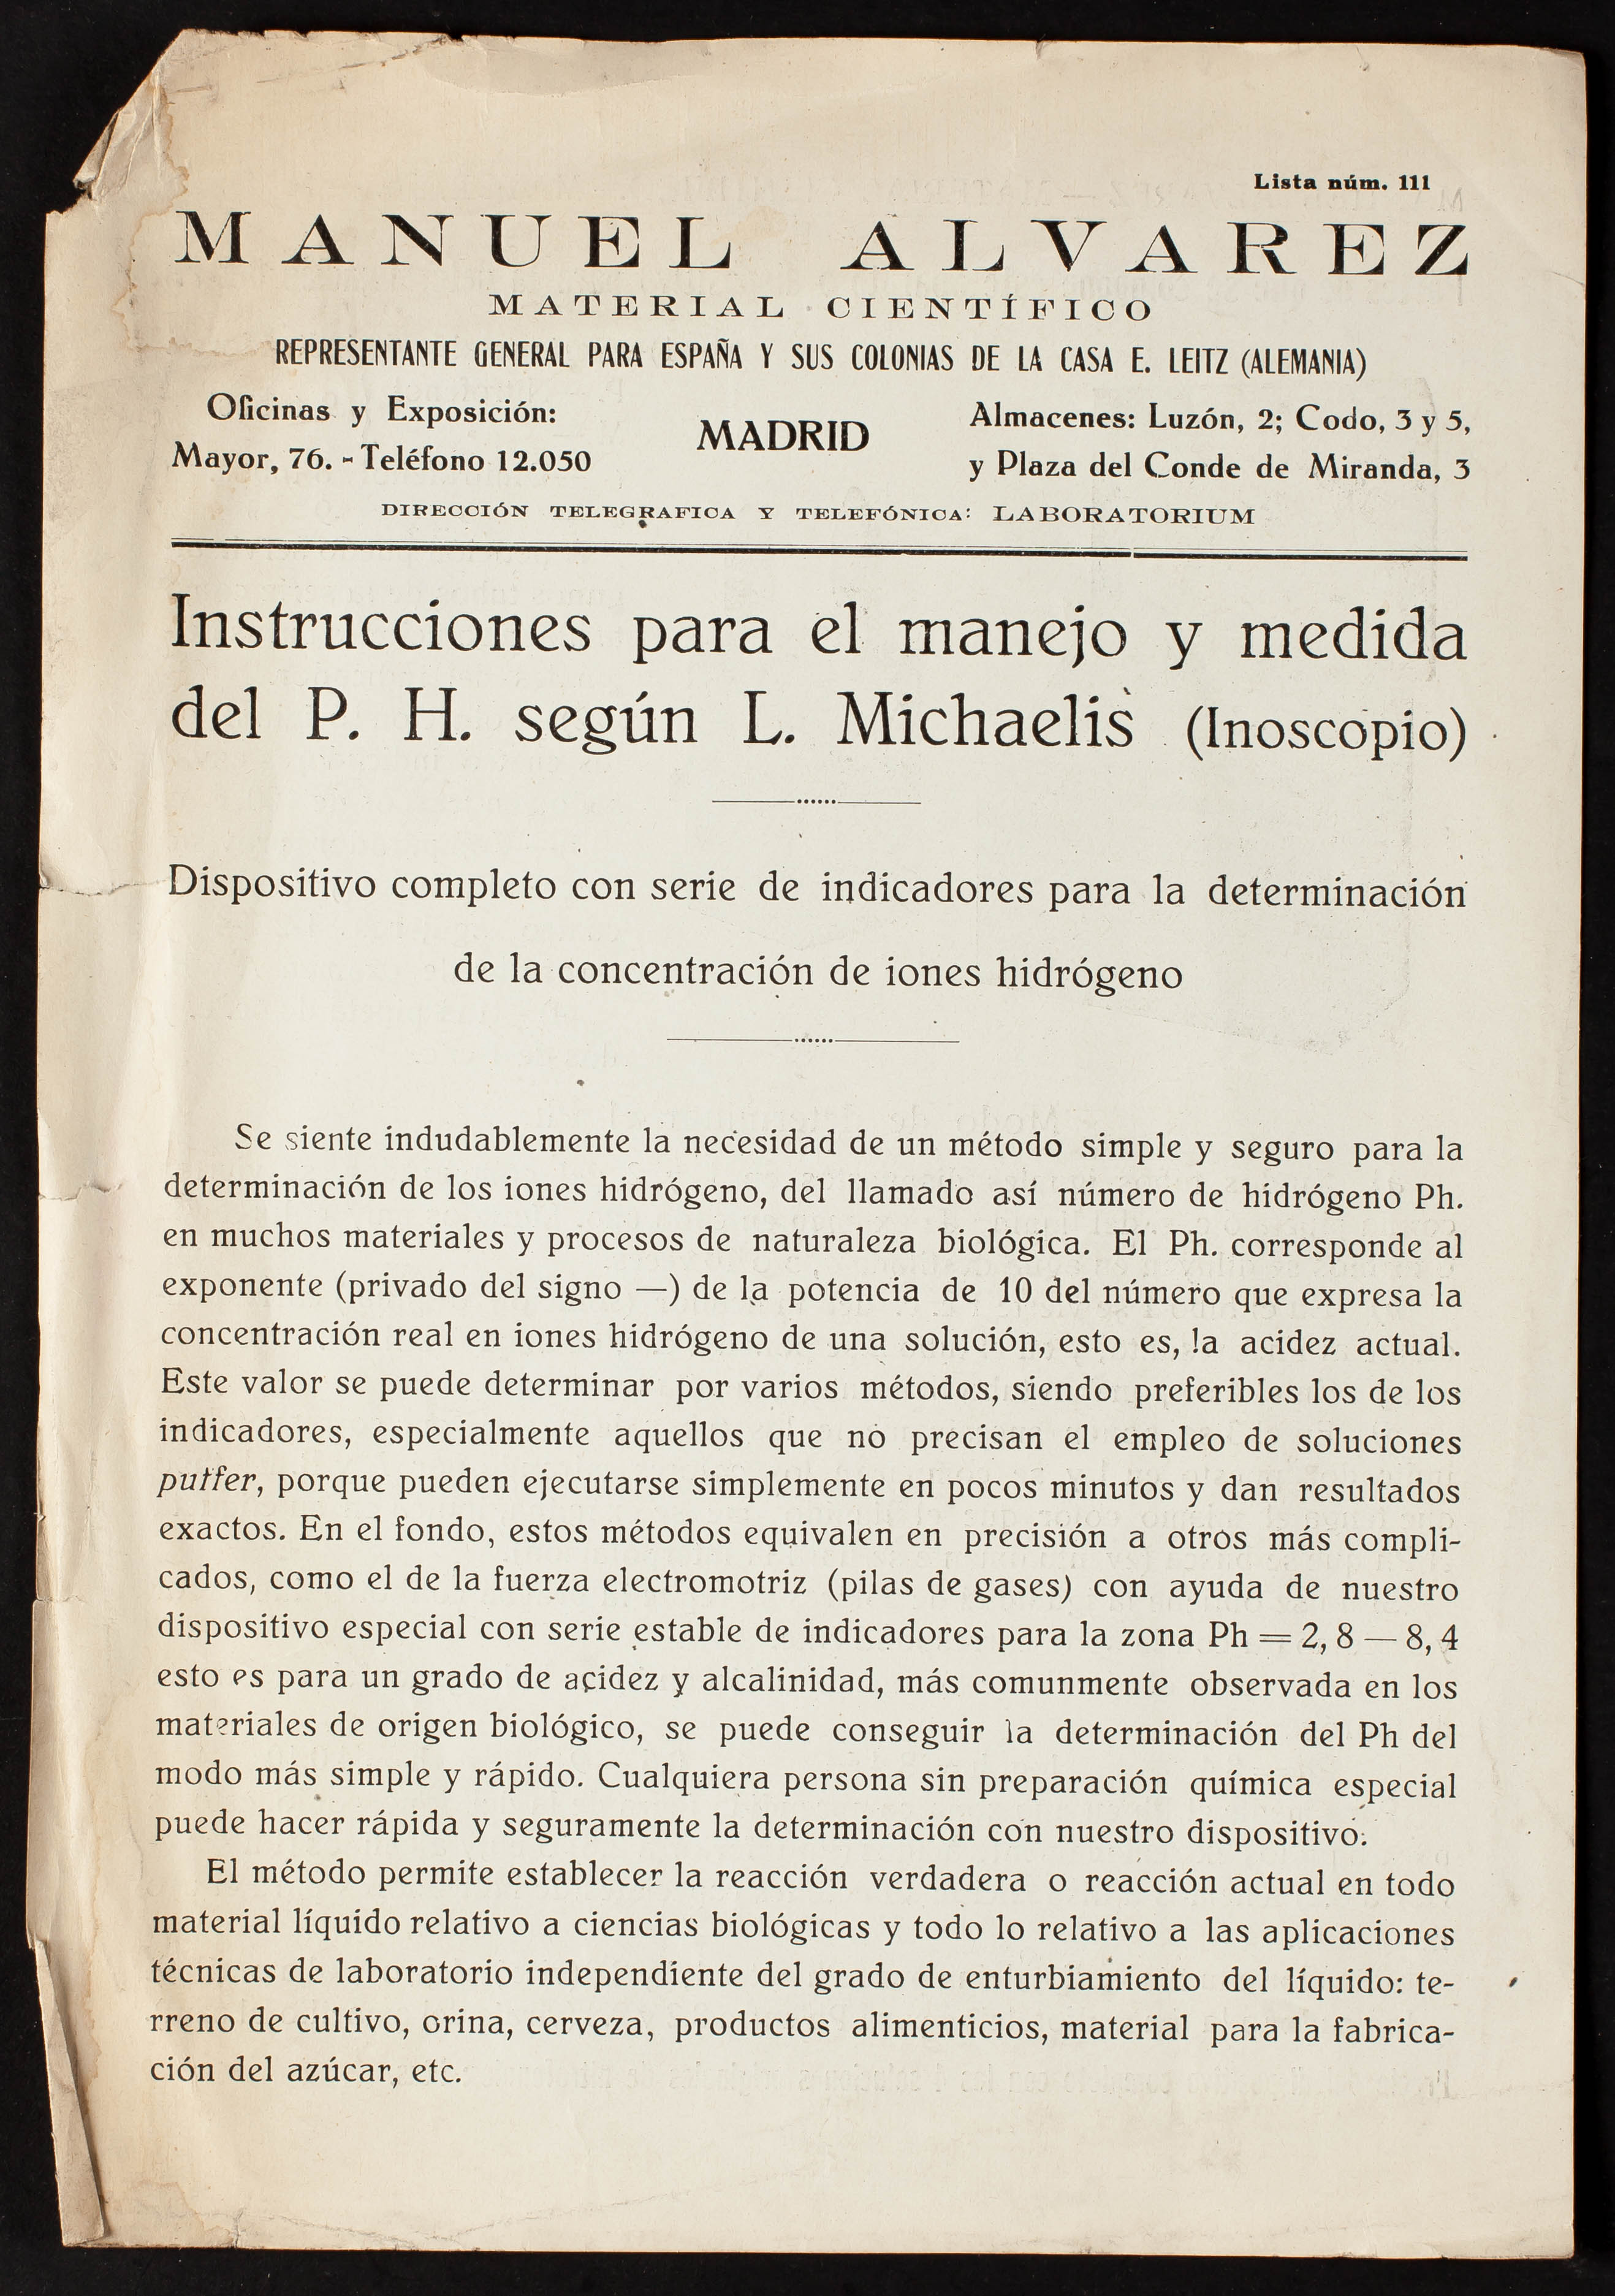 Lista núm. 111
MANUEL ALVAREZ
MATERIAL CIENTÍFICO
REPRESENTANTE GENERAL PARA ESPAÑA Y SUS COLONIAS DE LA CASA E. LEITZ (ALEMANIA)
Oficinas y Exposición:
Mayor, 76. - Teléfono 12.050
MADRID
Almacenes: Luzón, 2; Codo, 3 y 5,
y Plaza del Conde de Miranda, 3
DIRECCIÓN TELEGRAFICA Y TELEFÓNICA: LABORATORIUM
Instrucciones para el manejo y medida
del P. H. según L. Michaelis (Inoscopio)
Dispositivo completo con serie de indicadores para la determinación
de la concentración de iones hidrógeno
Se siente indudablemente la necesidad de un método simple y seguro para la
determinación de los iones hidrógeno, del llamado así número de hidrógeno Ph.
en muchos materiales y procesos de naturaleza biológica. El Ph. corresponde al
exponente (privado del signo —) de la potencia de 10 del número que expresa la
concentración real en iones hidrógeno de una solución, esto es, la acidez actual.
Este valor se puede determinar por varios métodos, siendo preferibles los de los
indicadores, especialmente aquellos que no precisan el empleo de soluciones
putfer, porque pueden ejecutarse simplemente en pocos minutos y dan resultados
exactos. En el fondo, estos métodos equivalen en precisión a otros más compli-
cados, como el de la fuerza electromotriz (pilas de gases) con ayuda de nuestro
dispositivo especial con serie estable de indicadores para la zona Ph = 2, 8 — 8, 4
esto es para un grado de acidez y alcalinidad, más comunmente observada en los
materiales de origen biológico, se puede conseguir la determinación del Ph del
modo más simple y rápido. Cualquiera persona sin preparación química especial
puede hacer rápida y seguramente la determinación con nuestro dispositivo.
El método permite establecer la reacción verdadera o reacción actual en todo
material líquido relativo a ciencias biológicas y todo lo relativo a las aplicaciones
técnicas de laboratorio independiente del grado de enturbiamiento del líquido: te-
rreno de cultivo, orina, cerveza, productos alimenticios, material para la fabrica-
ción del azúcar, etc.